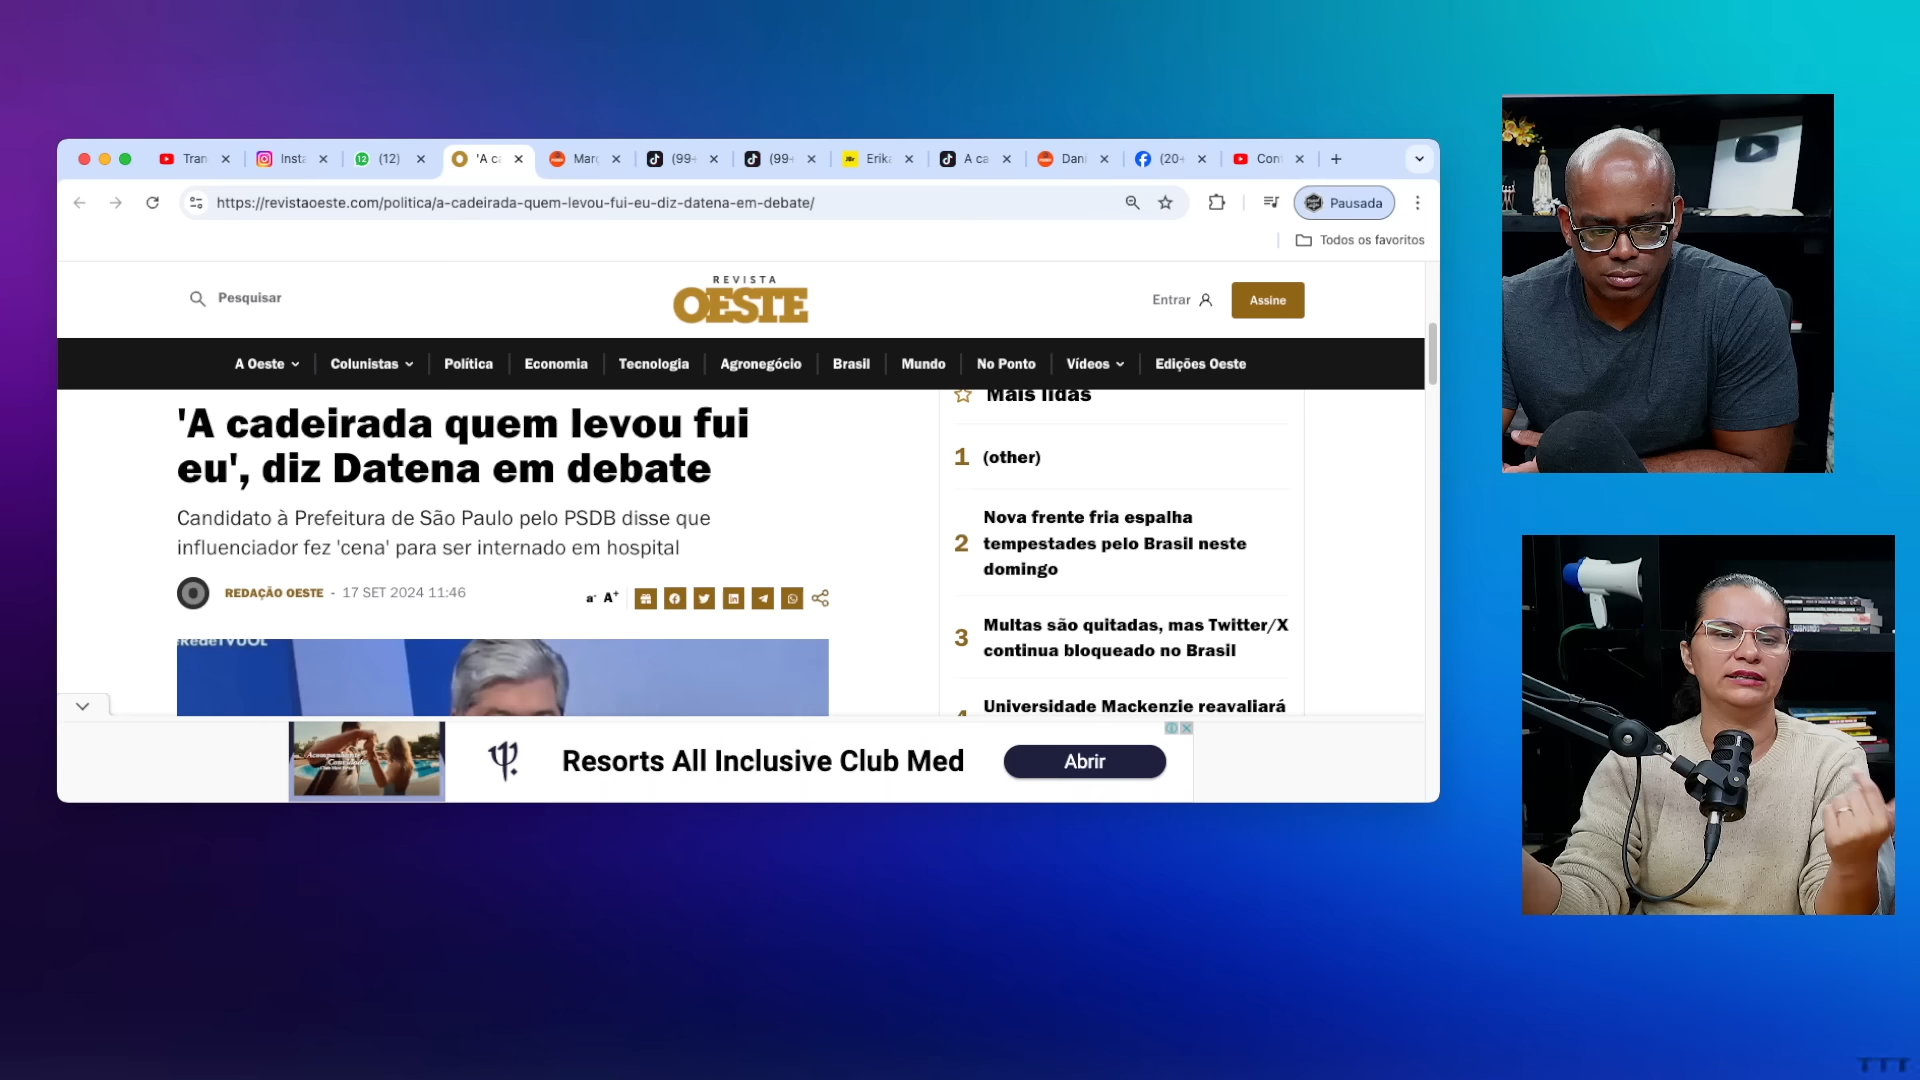 Tran
Insta
(12)
'A ca
Març
(99+
(99+
Erika
A ca
Dani
(20+
Con
https://revistaoeste.com/politica/a-cadeirada-quem-levou-fui-eu-diz-datena-em-debate/
Pausada
Todos os favoritos
Pesquisar
REVISTA
OESTE
Entrar
Assine
A Oeste
Colunistas
Política
Economia
Tecnologia
Agronegócio
Brasil
Mundo
No Ponto
Vídeos
Edições Oeste
'A cadeirada quem levou fui
eu', diz Datena em debate
Candidato à Prefeitura de São Paulo pelo PSDB disse que
influenciador fez 'cena' para ser internado em hospital
REDAÇÃO OESTE - 17 SET 2024 11:46
a- A+
#RedeTVUOL
Mais lidas
1 (other)
2 Nova frente fria espalha
tempestades pelo Brasil neste
domingo
3 Multas são quitadas, mas Twitter/X
continua bloqueado no Brasil
4 Universidade Mackenzie reavaliará
Resorts All Inclusive Club Med
Abrir